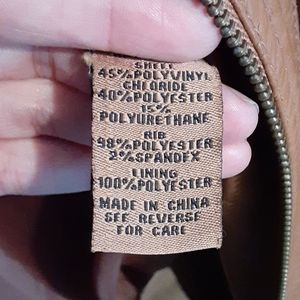 SHELL
45%POLYVINYL
CHLORIDE
40%POLYESTER
15%
POLYURETHANE
RIB
98%POLYESTER
2%SPANDEX
LINING
100%POLYESTER
MADE IN CHINA
SEE REVERSE
FOR CARE